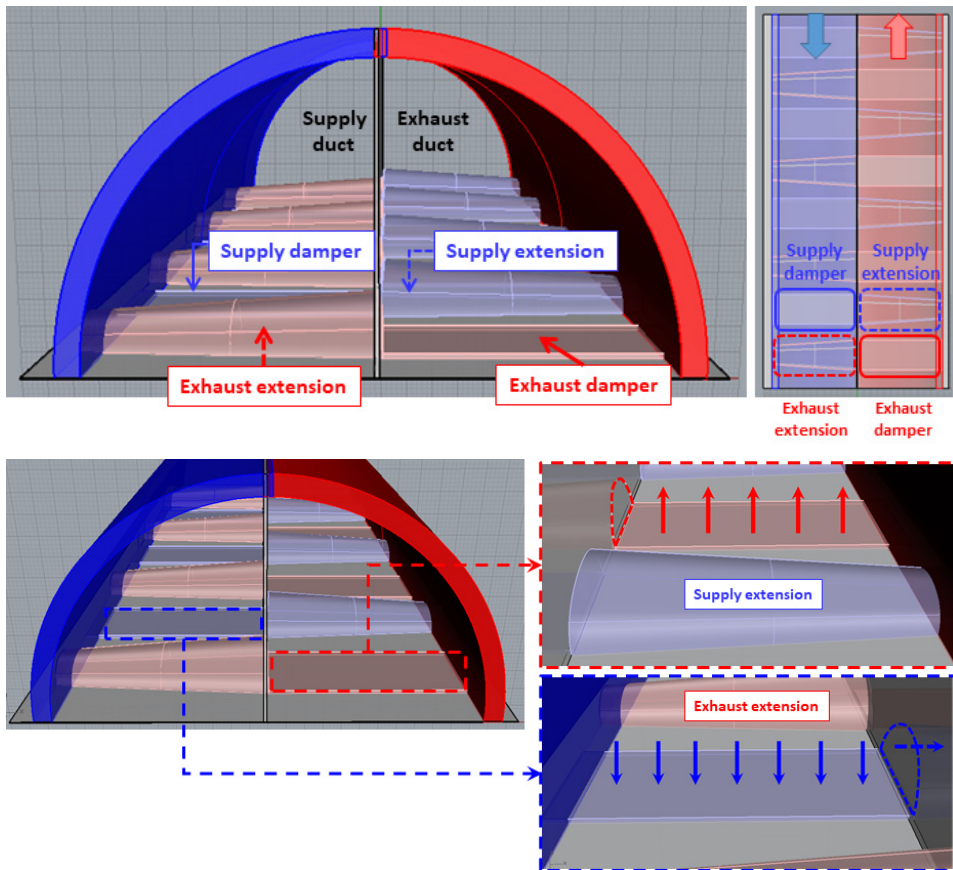 Supply
duct
Exhaust
duct
Supply damper
Supply extension
Exhaust extension
Exhaust damper
Supply
damper
Supply
extension
Exhaust
extension
Exhaust
damper
Supply extension
Exhaust extension